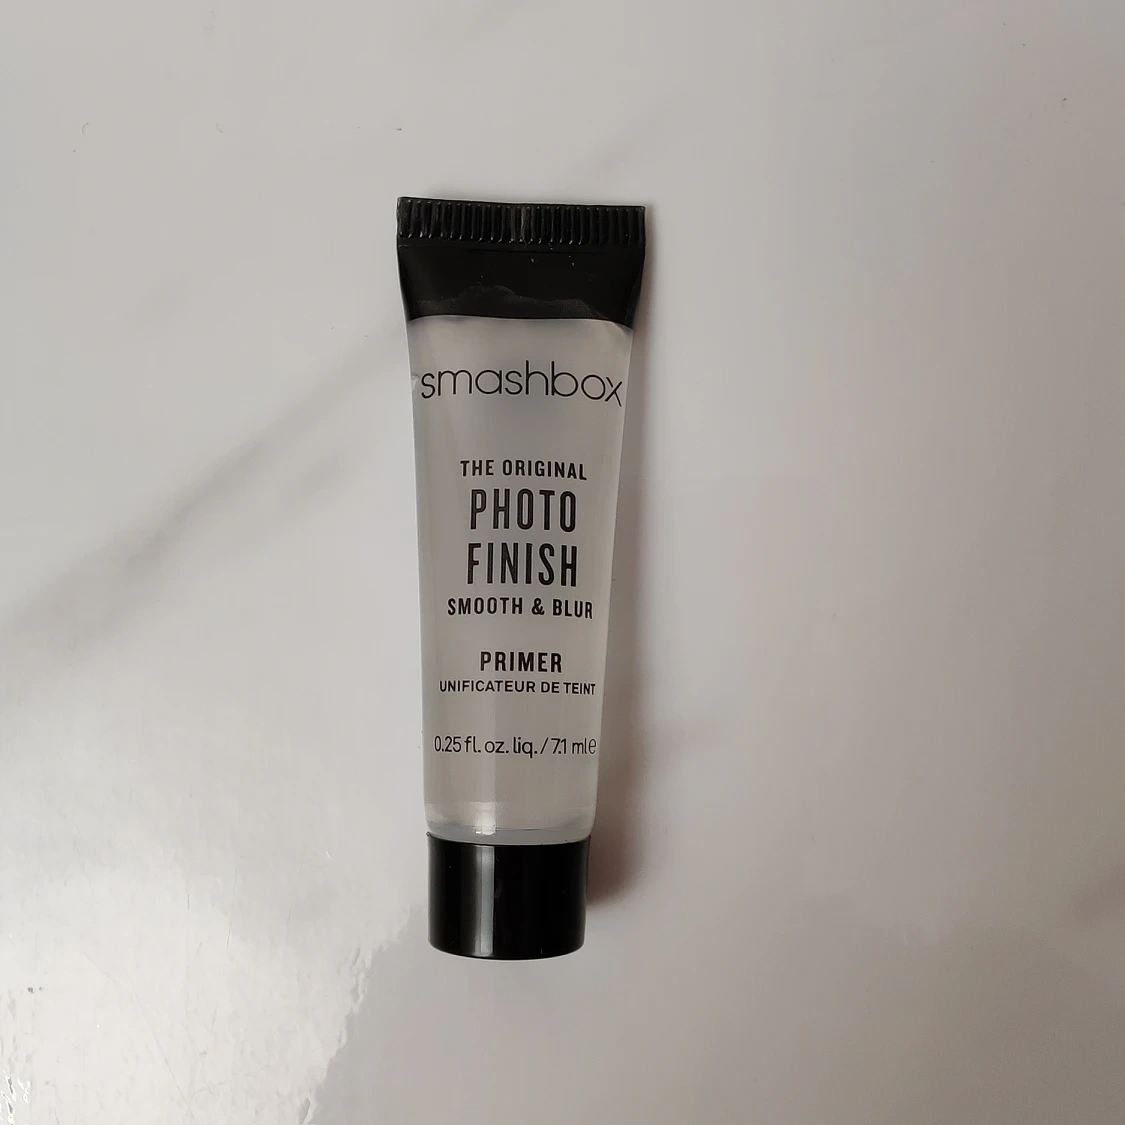 smashbox
THE ORIGINAL
PHOTO
FINISH
SMOOTH & BLUR
PRIMER
UNIFICATEUR DE TEINT
0.25 fl. oz. liq. / 7.1 ml ℮